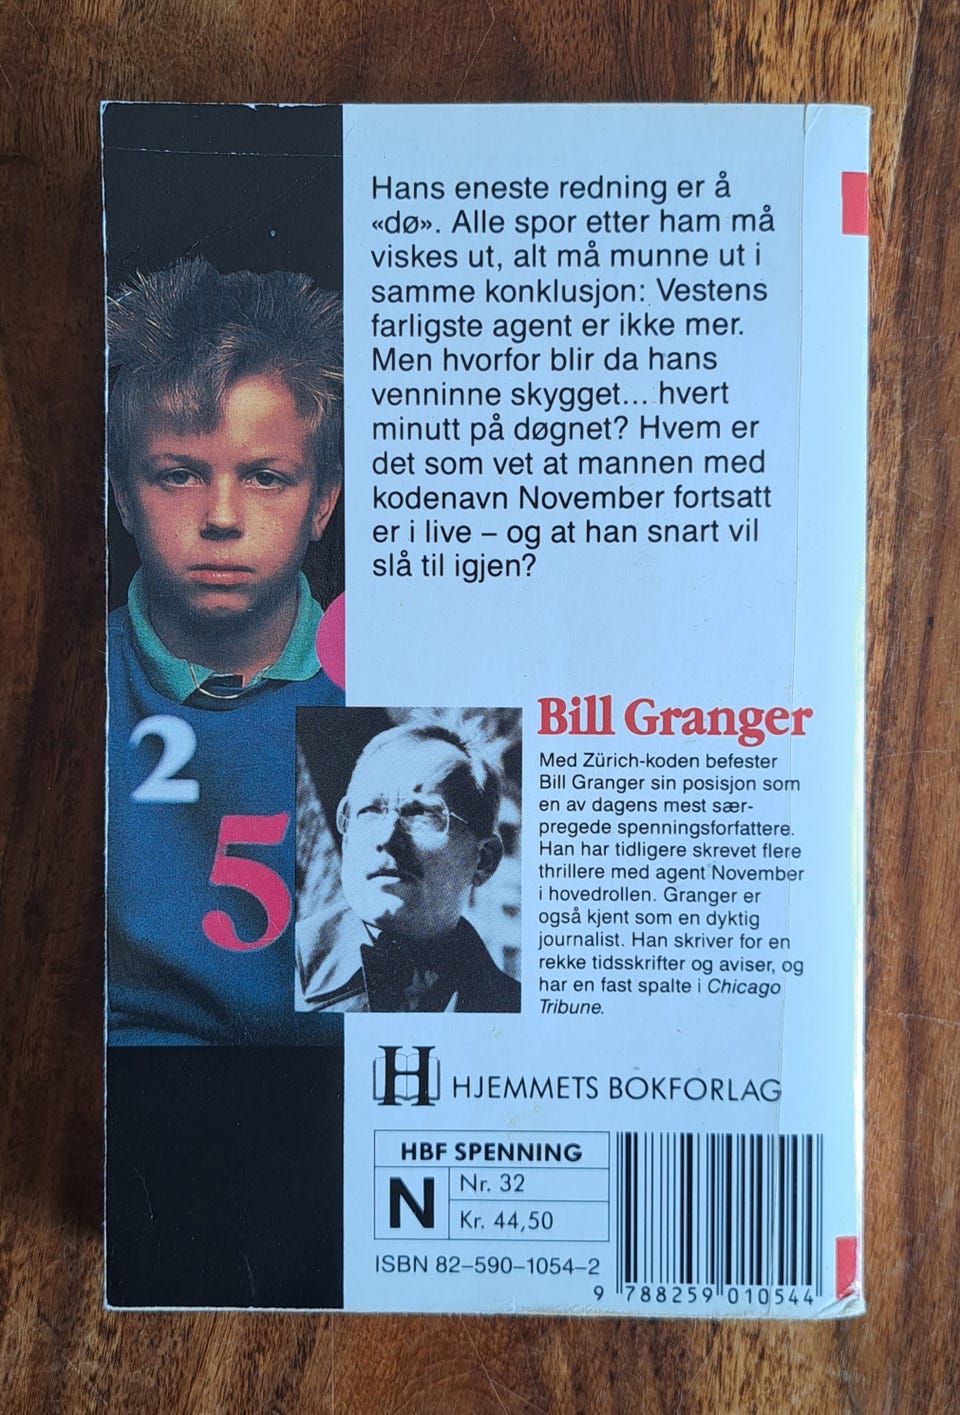 Hans eneste redning er å
«dø». Alle spor etter ham må
viskes ut, alt må munne ut i
samme konklusjon: Vestens
farligste agent er ikke mer.
Men hvorfor blir da hans
venninne skygget... hvert
minutt på døgnet? Hvem er
det som vet at mannen med
kodenavn November fortsatt
er i live – og at han snart vil
slå til igjen?
2
5
Bill Granger
Med Zürich-koden befester
Bill Granger sin posisjon som
en av dagens mest sær-
pregede spenningsforfattere.
Han har tidligere skrevet flere
thrillere med agent November
i hovedrollen. Granger er
også kjent som en dyktig
journalist. Han skriver for en
rekke tidsskrifter og aviser, og
har en fast spalte i Chicago
Tribune.
H HJEMMETS BOKFORLAG
HBF SPENNING
N
Nr. 32
Kr. 44,50
ISBN 82–590–1054–2
9 788259 010544